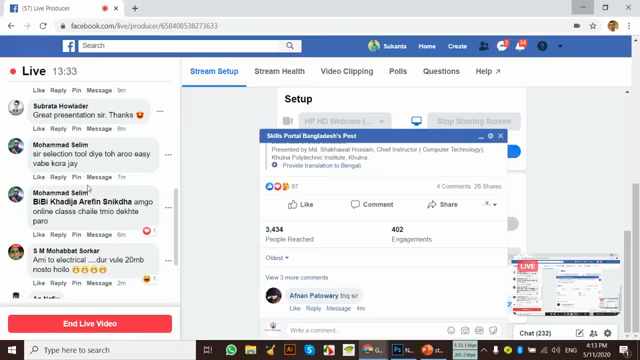 (57) Live Producer
facebook.com/live/producer/658408538273633
Search
Sukanta
Home
Create
Live 13:33
Stream Setup
Stream Health
Video Clipping
Polls
Questions
Help
Like Reply Pin Message 9m
Subrata Howlader
Great presentation sir. Thanks
Like Reply Pin Message 8m
Mohammad Selim
sir selection tool diye toh aroo easy
vabe kora jay
Like Reply Pin Message 7m
Mohammad Selim
BiBi Khadija Arefin Snikdha amgo
online classs chaile tmio dekhte
paro
1
Like Reply Pin Message 6m
S M Mohabbat Sorkar
Ami to electrical ....dur vule 20mb
nosto hoilo
1
Like Reply Pin Message 2m
End Live Video
Setup
HP HD Webcam (...
Stop Sharing Screen
Skills Portal Bangladesh's Post
Presented by Md. Shakhawat Hossain, Chief Instructor ( Computer Technology),
Khulna Polytechnic Institute, Khulna
Provide translation to Bengali
97
4 Comments 26 Shares
Like
Comment
Share
3,434
People Reached
402
Engagements
Oldest
View 3 more comments
Afnan Patowary tnq sir
Like Reply Message 4m
Write a comment...
LIVE
Chat (232)
Type here to search
ENG
4:13 PM
5/11/2020